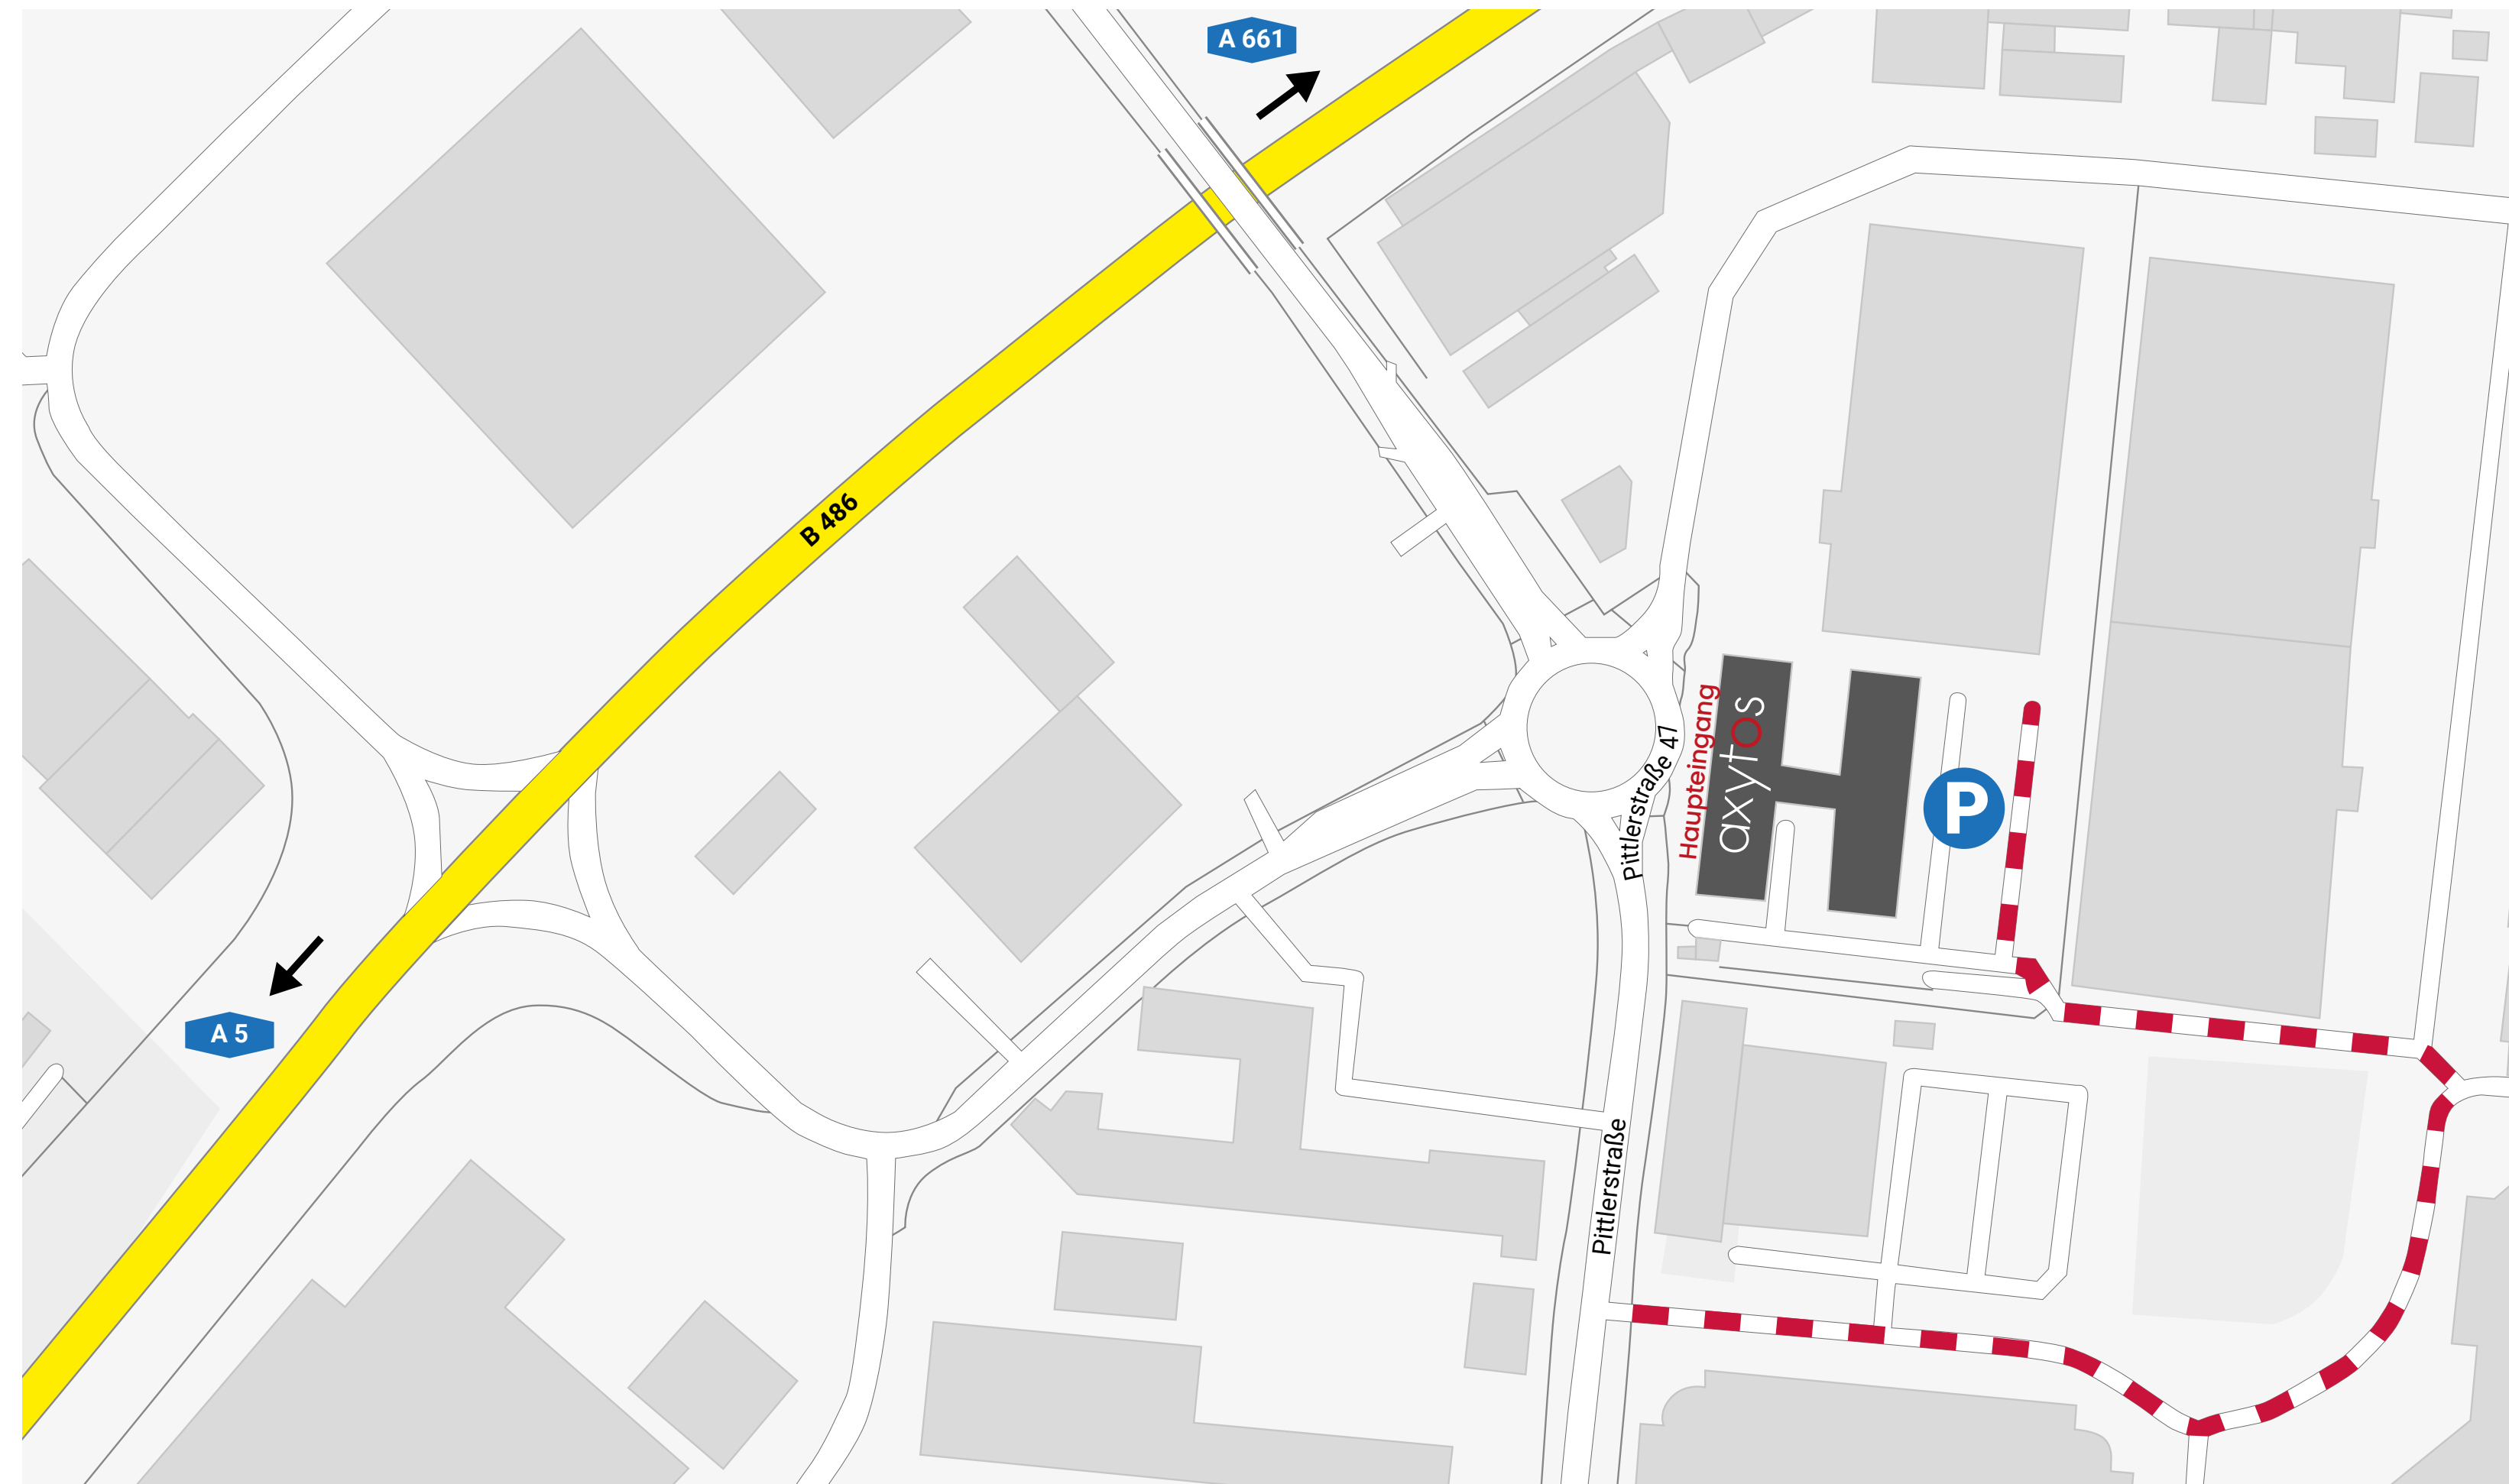 A 661
B 486
Pittlerstraße 47
Haupteingang
axytos
P
A 5
Pittlerstraße